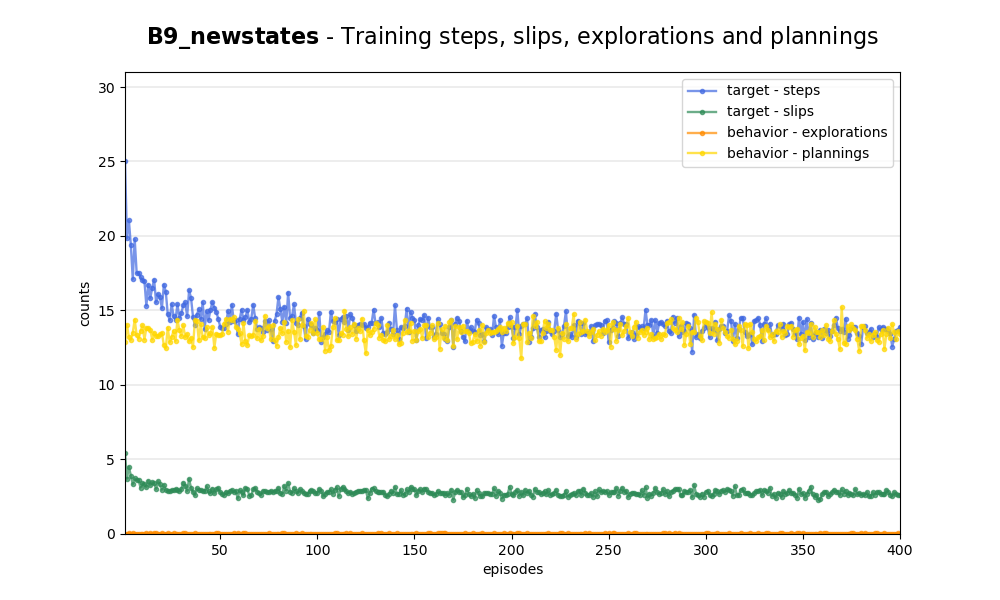 B9_newstates - Training steps, slips, explorations and plannings
30
25
20
15
10
5
0
counts
target - steps
target - slips
behavior - explorations
behavior - plannings
50 100 150 200 250 300 350 400
episodes